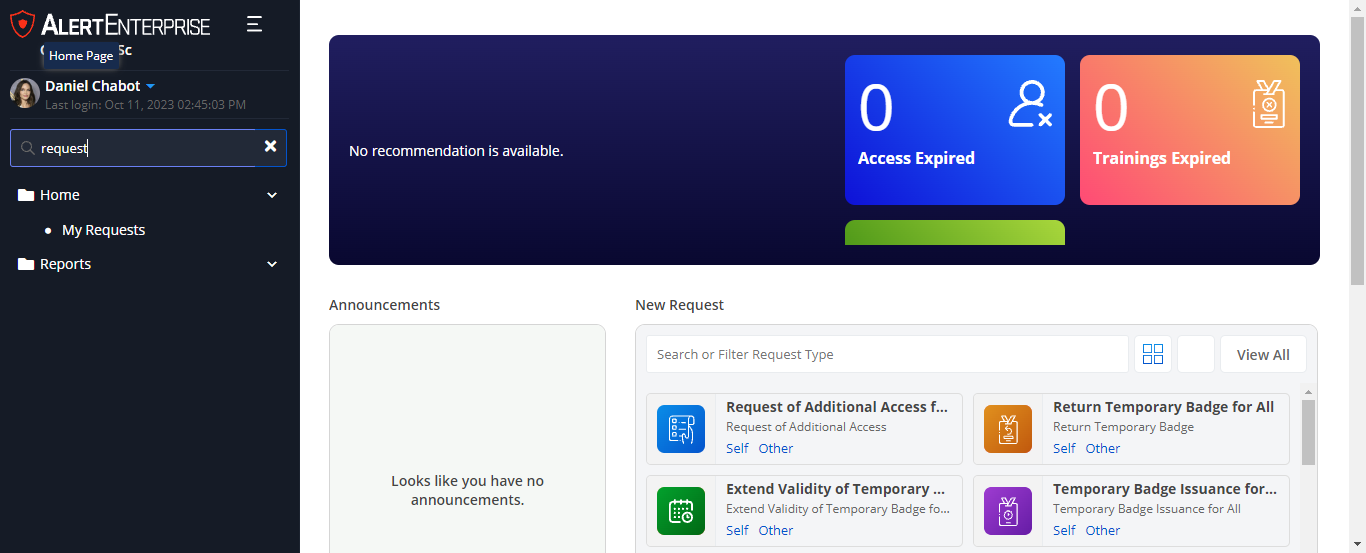 ALERTENTERPRISE
Home Page
Daniel Chabot
Last login: Oct 11, 2023 02:45:03 PM
request
Home
My Requests
Reports
No recommendation is available.
0
Access Expired
0
Trainings Expired
Announcements
Looks like you have no
announcements.
New Request
Search or Filter Request Type
View All
Request of Additional Access f...
Request of Additional Access
Self Other
Return Temporary Badge for All
Return Temporary Badge
Self Other
Extend Validity of Temporary ...
Extend Validity of Temporary Badge fo...
Self Other
Temporary Badge Issuance for...
Temporary Badge Issuance for All
Self Other